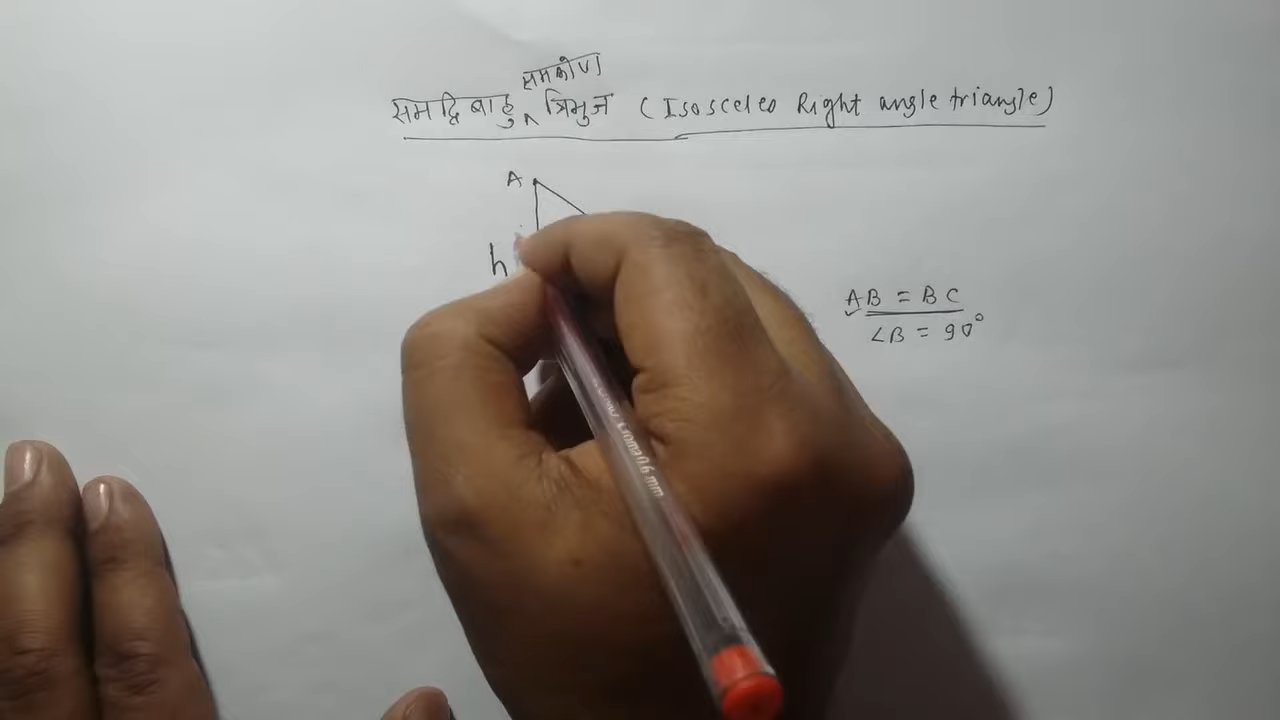 समकोण
समद्विबाहु ^ त्रिभुज (Isosceles Right angle triangle)
A
h
AB = BC
∠B = 90°